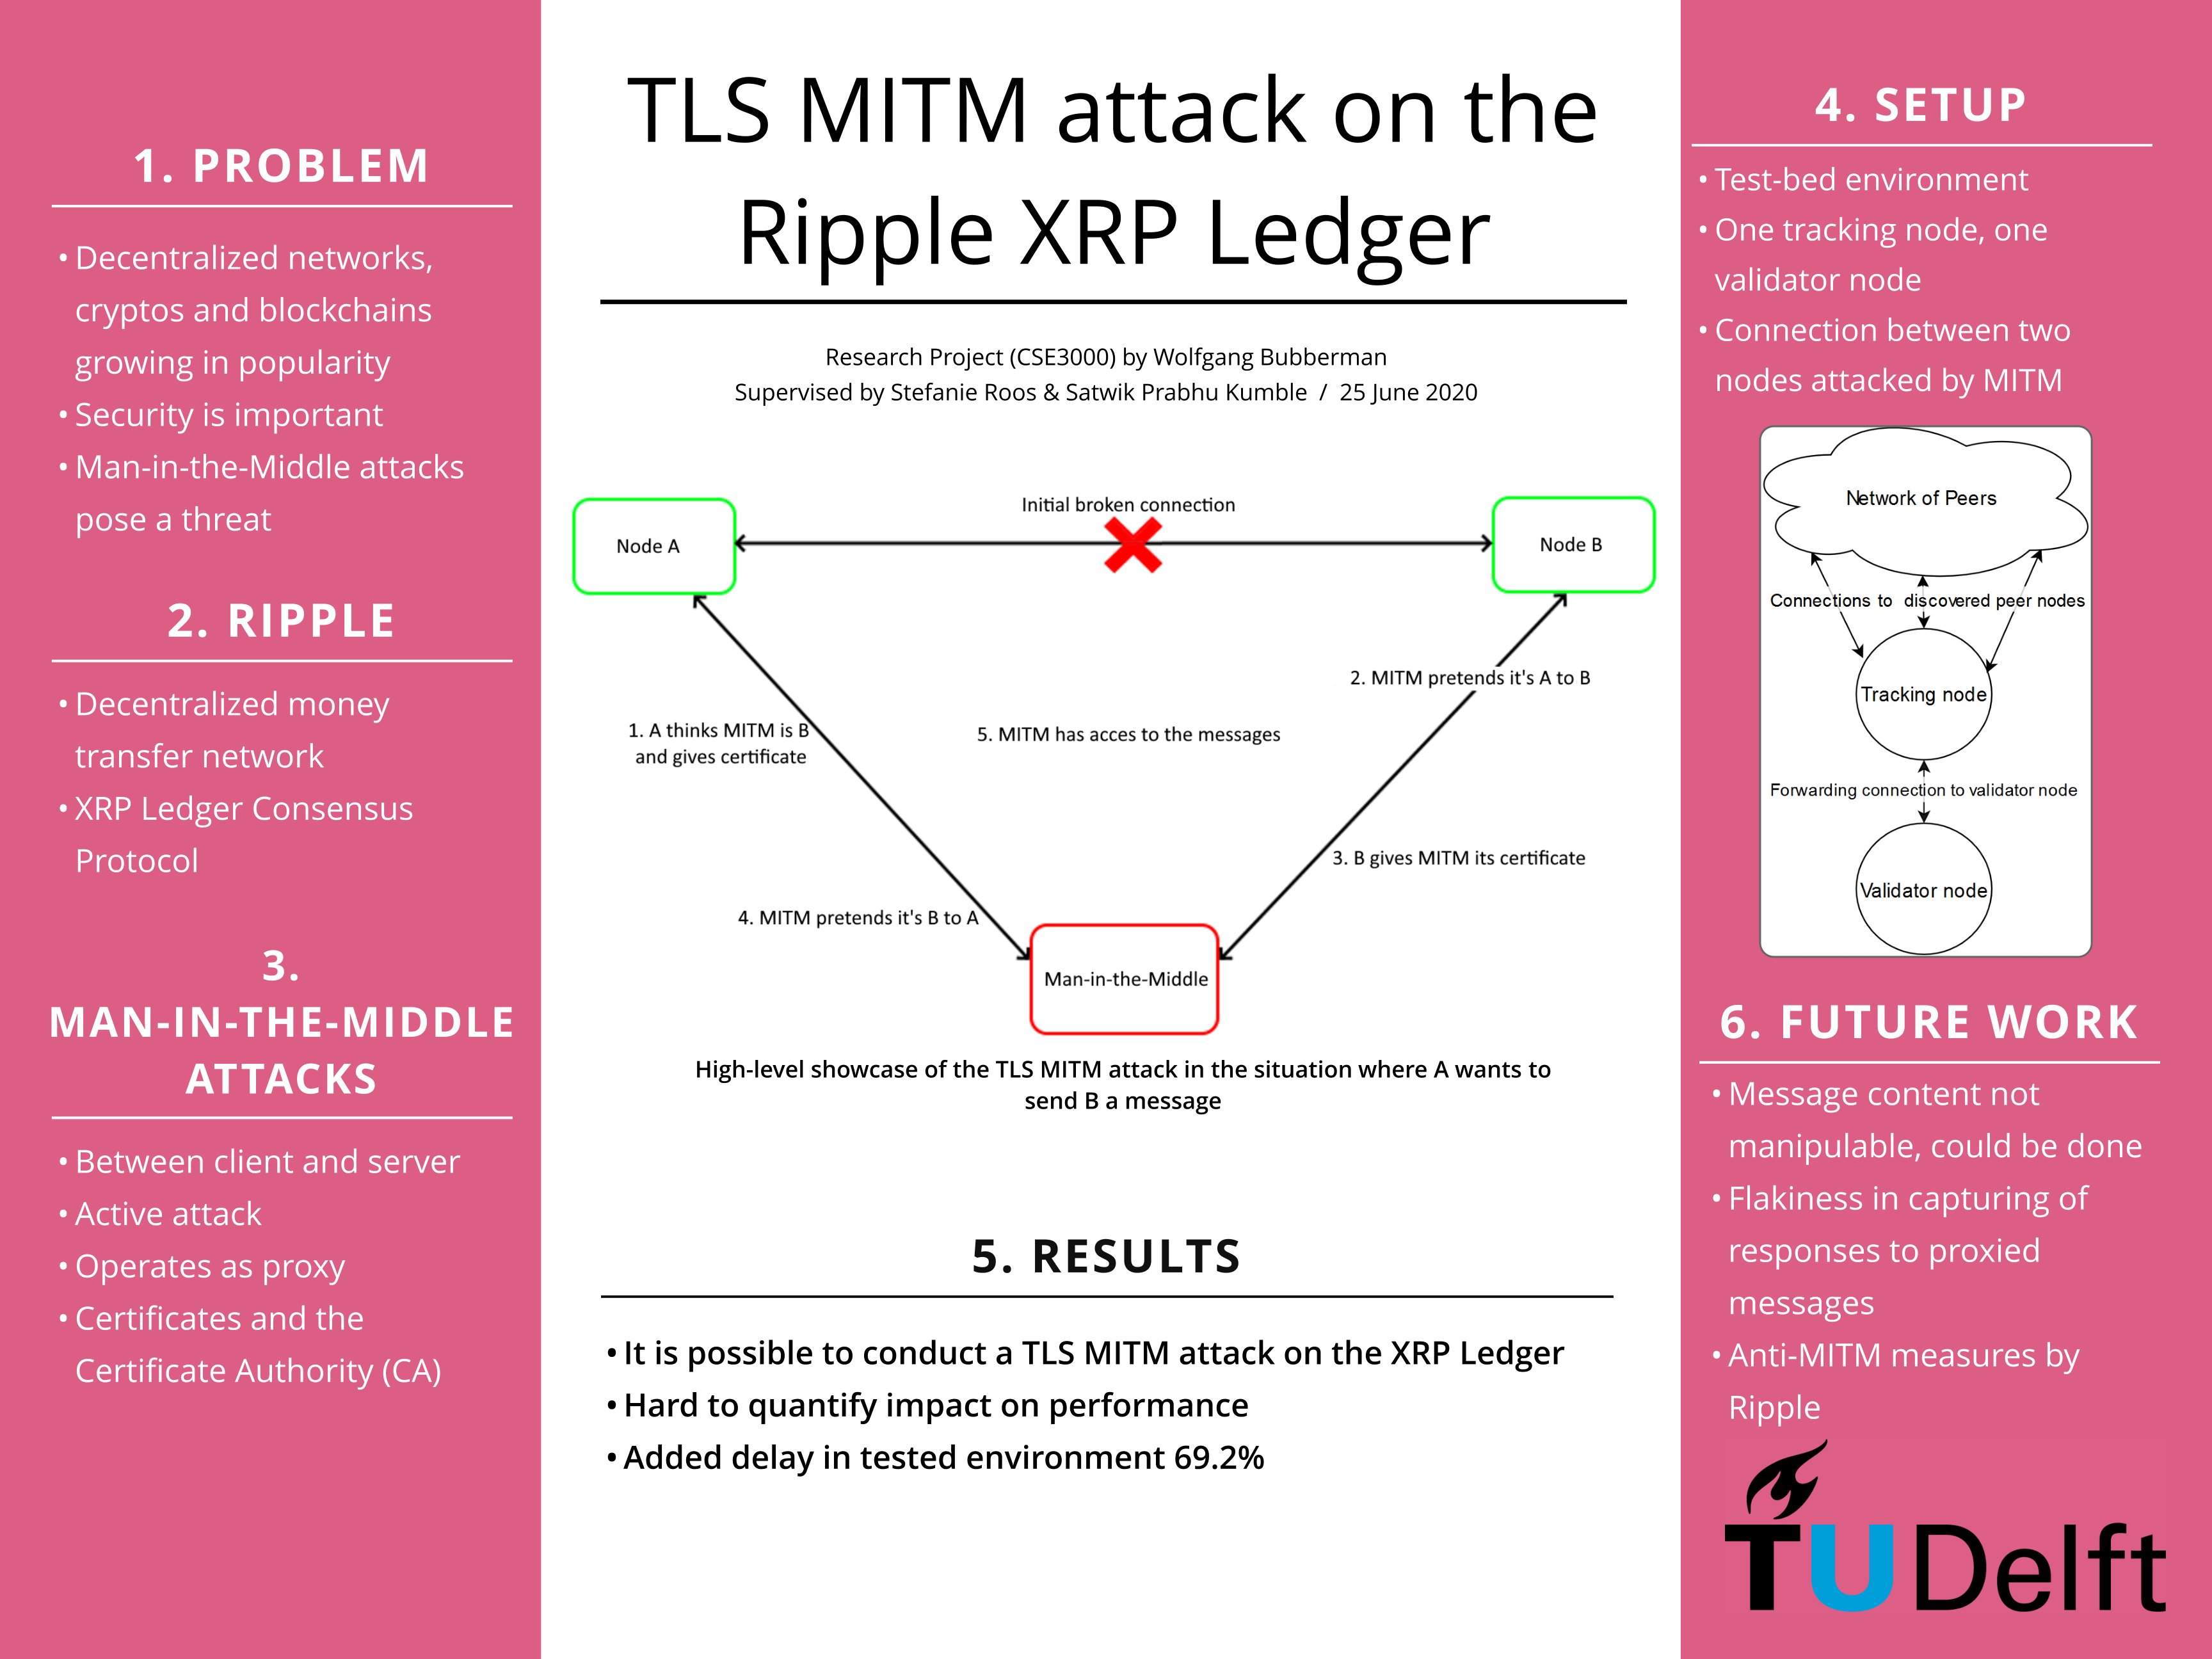 1. PROBLEM
• Decentralized networks,
cryptos and blockchains
growing in popularity
• Security is important
• Man-in-the-Middle attacks
pose a threat
2. RIPPLE
• Decentralized money
transfer network
• XRP Ledger Consensus
Protocol
3.
MAN-IN-THE-MIDDLE
ATTACKS
• Between client and server
• Active attack
• Operates as proxy
• Certificates and the
Certificate Authority (CA)
TLS MITM attack on the
Ripple XRP Ledger
Research Project (CSE3000) by Wolfgang Bubberman
Supervised by Stefanie Roos & Satwik Prabhu Kumble / 25 June 2020
Initial broken connection
Node A
Node B
2. MITM pretends it's A to B
1. A thinks MITM is B
and gives certificate
5. MITM has acces to the messages
3. B gives MITM its certificate
4. MITM pretends it's B to A
Man-in-the-Middle
High-level showcase of the TLS MITM attack in the situation where A wants to
send B a message
5. RESULTS
• It is possible to conduct a TLS MITM attack on the XRP Ledger
• Hard to quantify impact on performance
• Added delay in tested environment 69.2%
4. SETUP
• Test-bed environment
• One tracking node, one
validator node
• Connection between two
nodes attacked by MITM
Network of Peers
Connections to discovered peer nodes
Tracking node
Forwarding connection to validator node
Validator node
6. FUTURE WORK
• Message content not
manipulable, could be done
• Flakiness in capturing of
responses to proxied
messages
• Anti-MITM measures by
Ripple
TUDelft